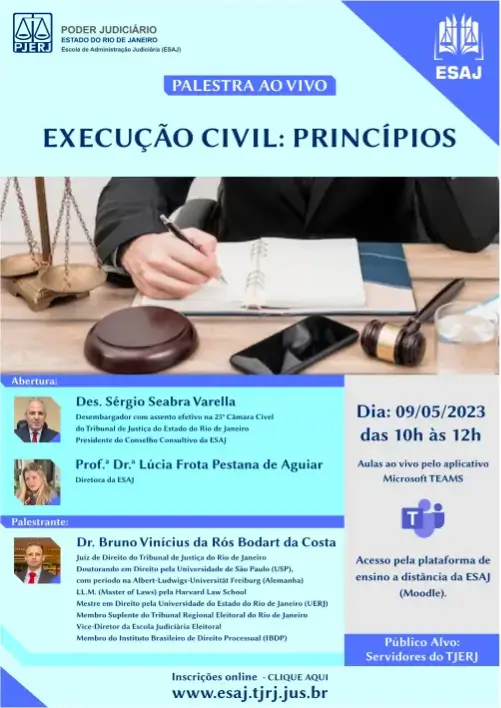 PJERJ
PODER JUDICIÁRIO
ESTADO DO RIO DE JANEIRO
Escola de Administração Judiciária (ESAJ)
ESAJ
PALESTRA AO VIVO
EXECUÇÃO CIVIL: PRINCÍPIOS
Abertura:
Des. Sérgio Seabra Varella
Desembargador com assento efetivo na 25ª Câmara Cível
do Tribunal de Justiça do Estado do Rio de Janeiro
Presidente do Conselho Consultivo da ESAJ
Prof.ª Dr.ª Lúcia Frota Pestana de Aguiar
Diretora da ESAJ
Palestrante:
Dr. Bruno Vinícius da Rós Bodart da Costa
Juiz de Direito do Tribunal de Justiça do Rio de Janeiro
Doutorando em Direito pela Universidade de São Paulo (USP),
com período na Albert-Ludwigs-Universität Freiburg (Alemanha)
LL.M. (Master of Laws) pela Harvard Law School
Mestre em Direito pela Universidade do Estado do Rio de Janeiro (UERJ)
Membro Suplente do Tribunal Regional Eleitoral do Rio de Janeiro
Vice-Diretor da Escola Judiciária Eleitoral
Membro do Instituto Brasileiro de Direito Processual (IBDP)
Dia: 09/05/2023
das 10h às 12h
Aulas ao vivo pelo aplicativo
Microsoft TEAMS
T
Acesso pela plataforma de
ensino a distância da ESAJ
(Moodle).
Público Alvo:
Servidores do TJERJ
Inscrições online - CLIQUE AQUI
www.esaj.tjrj.jus.br